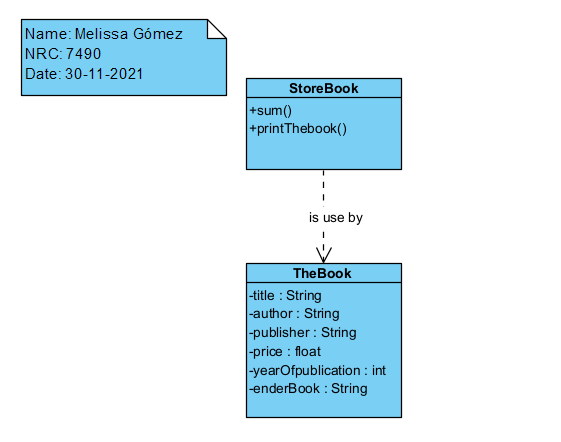 Name: Melissa Gómez
NRC: 7490
Date: 30-11-2021
StoreBook
+sum()
+printThebook()
is use by
TheBook
-title : String
-author : String
-publisher : String
-price : float
-yearOfpublication : int
-enderBook : String